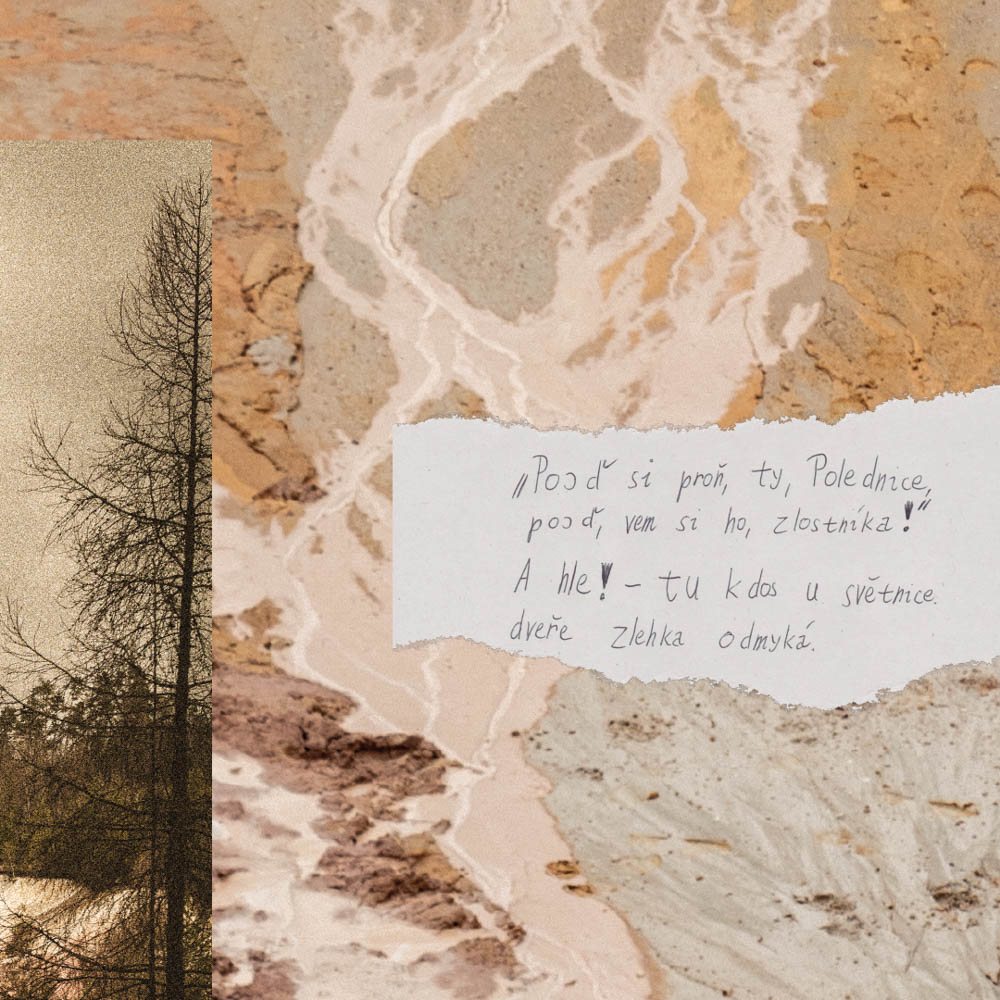 „Pojď si proň, ty, Polednice,
pojď, vem si ho, zlostníka!“
A hle! – tu kdos u světnice
dveře zlehka odmyká.